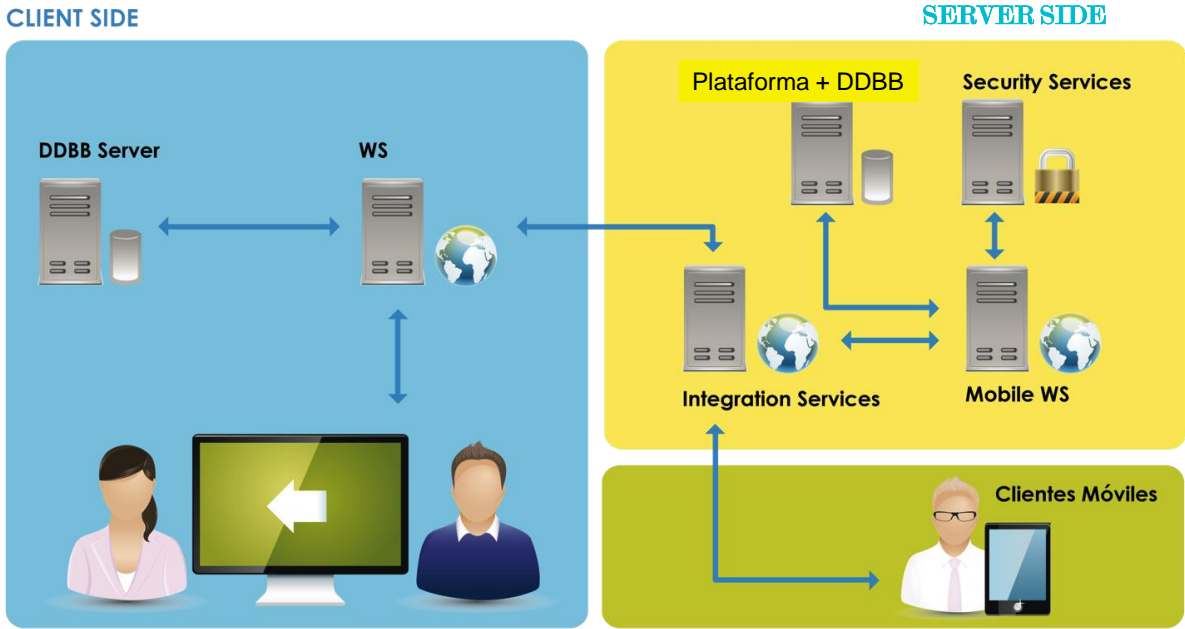 CLIENT SIDE
SERVER SIDE
Plataforma + DDBB
Security Services
DDBB Server
WS
Integration Services
Mobile WS
Clientes Móviles